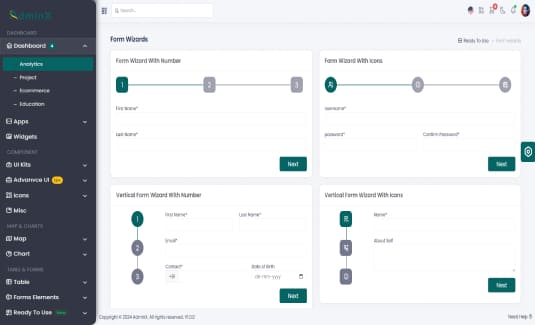 AdminX
Search...
4
DASHBOARD
Dashboard 4
Analytics
Project
Ecommerce
Education
Apps
Widgets
COMPONENT
UI Kits
Advance UI
Icons
Misc
MAP & CHARTS
Map
Chart
TABLE & FORMS
Table
Forms Elements
Ready To Use
Form Wizards
Ready To Use - Form wizards
Form Wizard With Number
1 2 3
First Name*
Last Name*
Next
Form Wizard With Icons
Username*
password* Confirm Password*
Next
Vertical Form Wizard With Number
1
2
3
First Name* Last Name*
Email*
Contact* Date of Birth
+91 dd-mm-yyyy
Next
Vertical Form Wizard With Icons
Name*
About Self
Next
Copyright © 2024 AdminX. All rights reserved. V1.0.0
Need Help